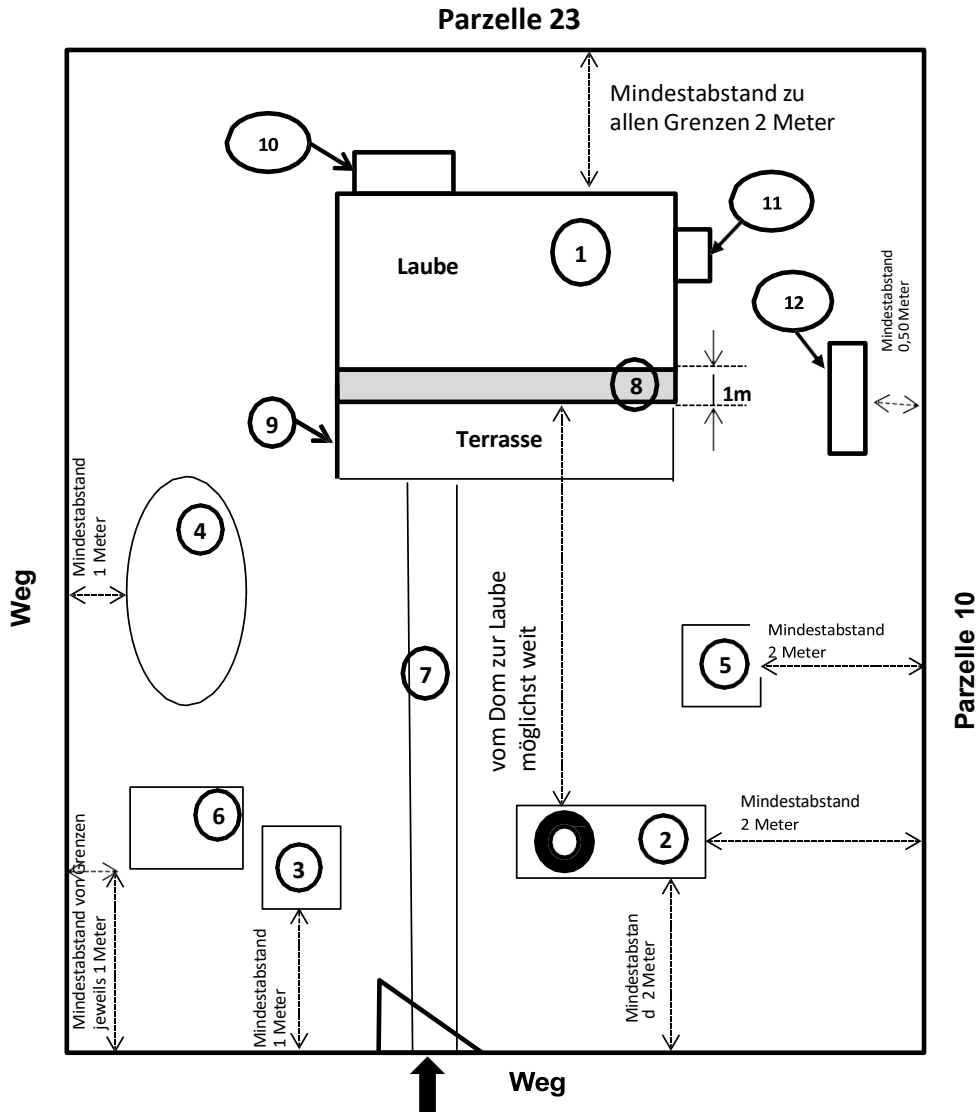 Parzelle 23
Mindestabstand zu
allen Grenzen 2 Meter
10
11
1
Laube
12
Mindestabstand
0,50 Meter
8
1m
9
Terrasse
Mindestabstand
1 Meter
4
Weg
vom Dom zur Laube
möglichst weit
7
5
Mindestabstand
2 Meter
Parzelle 10
6
3
2
Mindestabstand
2 Meter
Mindestabstand von Grenzen
jeweils 1 Meter
Mindestabstand
1 Meter
Mindestabstan
d 2 Meter
Weg